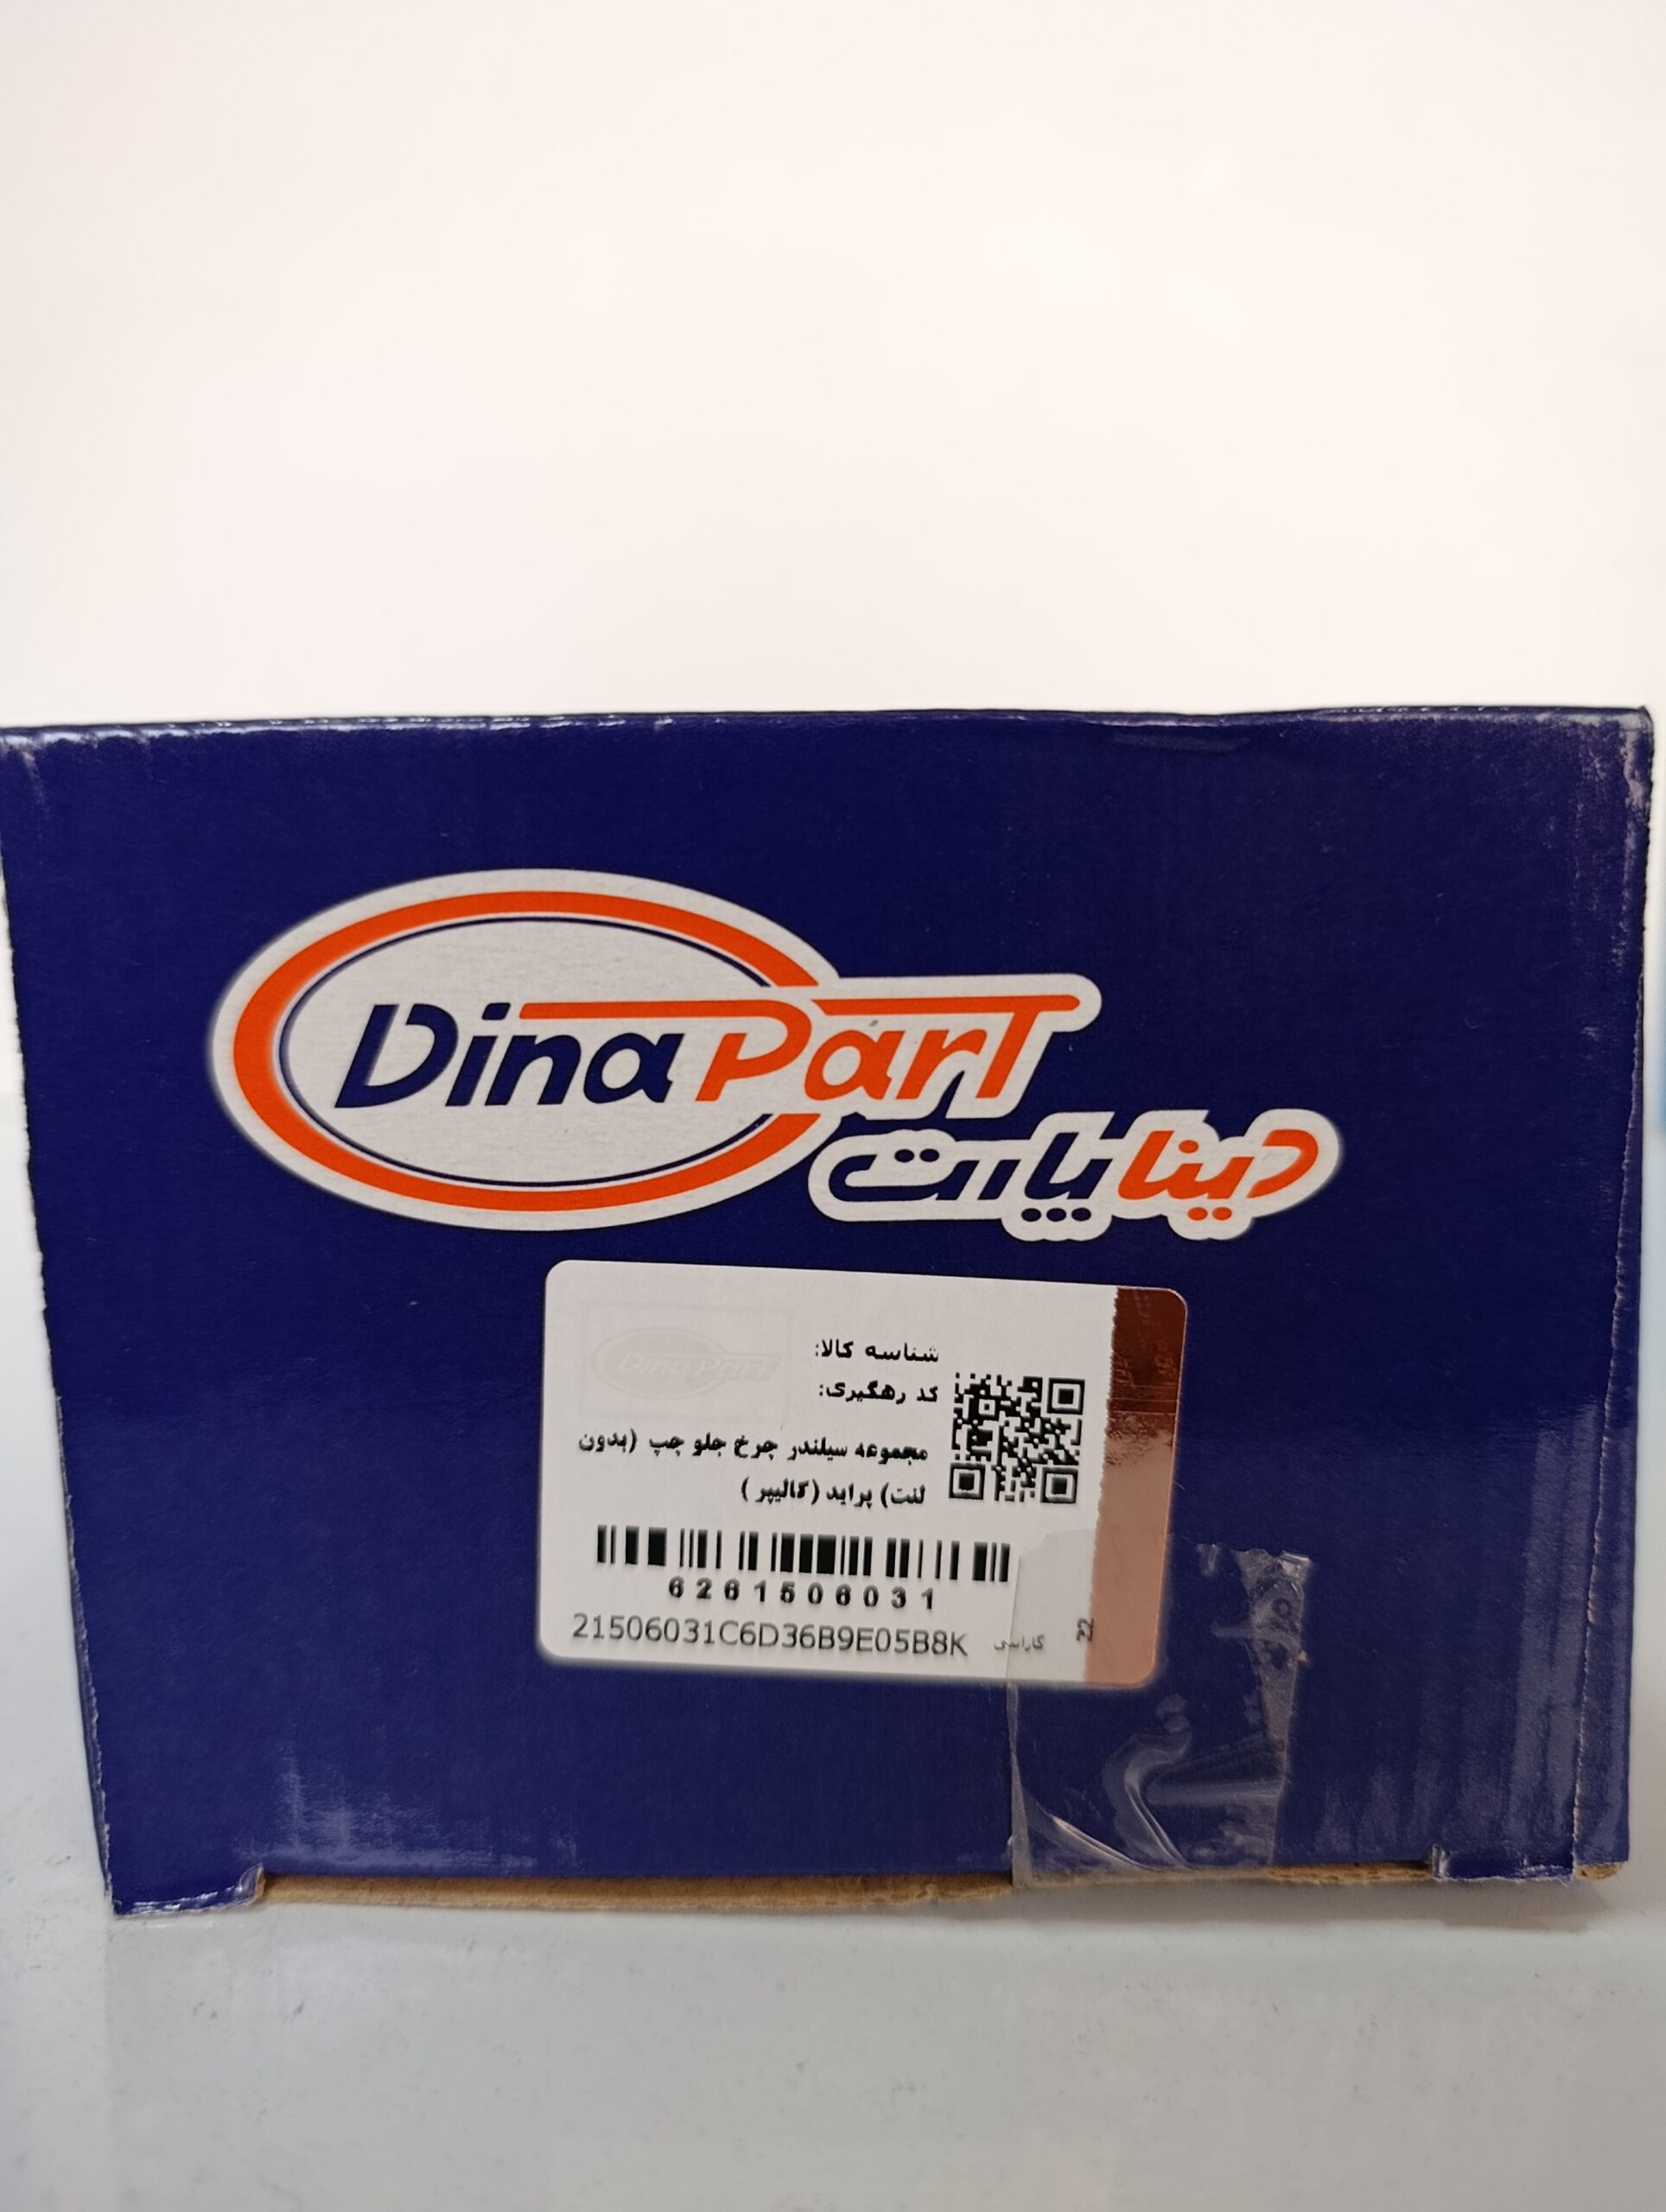 Dina Part
دینا پارت
شناسه کالا:
کد رهگیری:
مجموعه سیلندر چرخ جلو چپ (بدون
لنت) پراید (کالیپر )
6261506031
21506031C6D36B9E05B8K
22